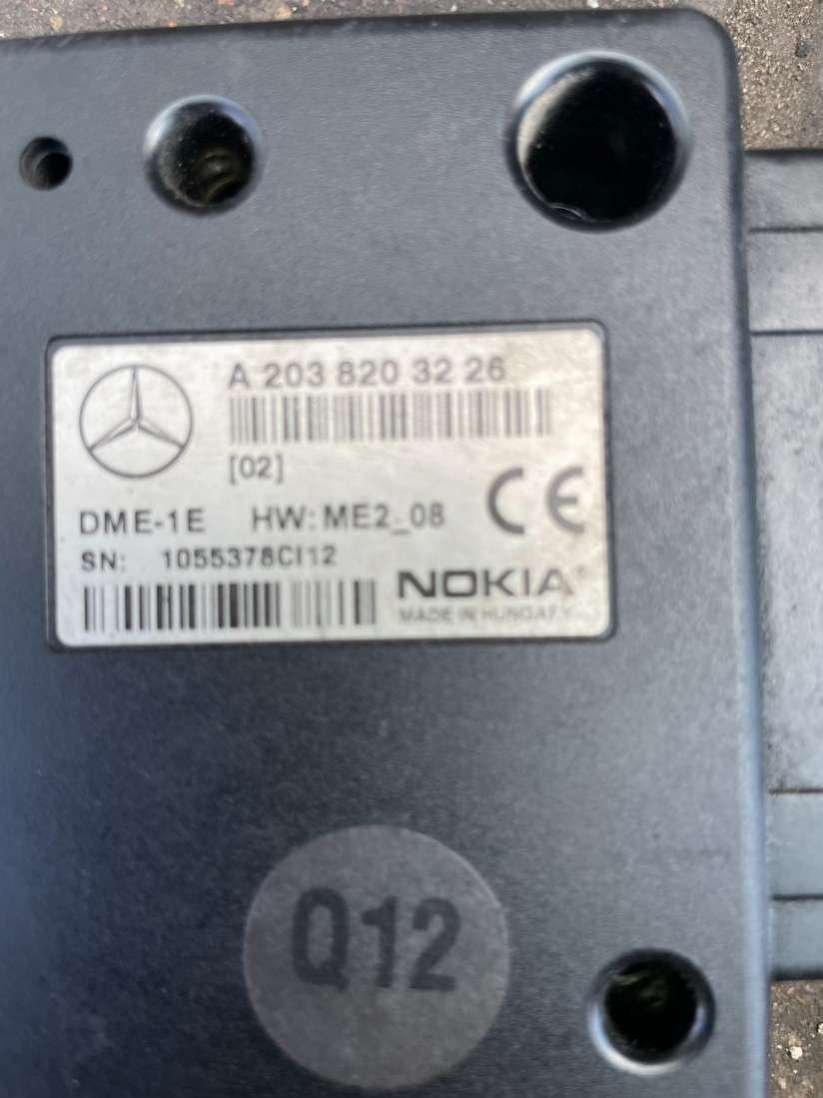 A 203 820 32 26
[02]
DME-1E HW: ME2_08
SN: 1055378CI12
NOKIA
MADE IN HUNGARY
Q12